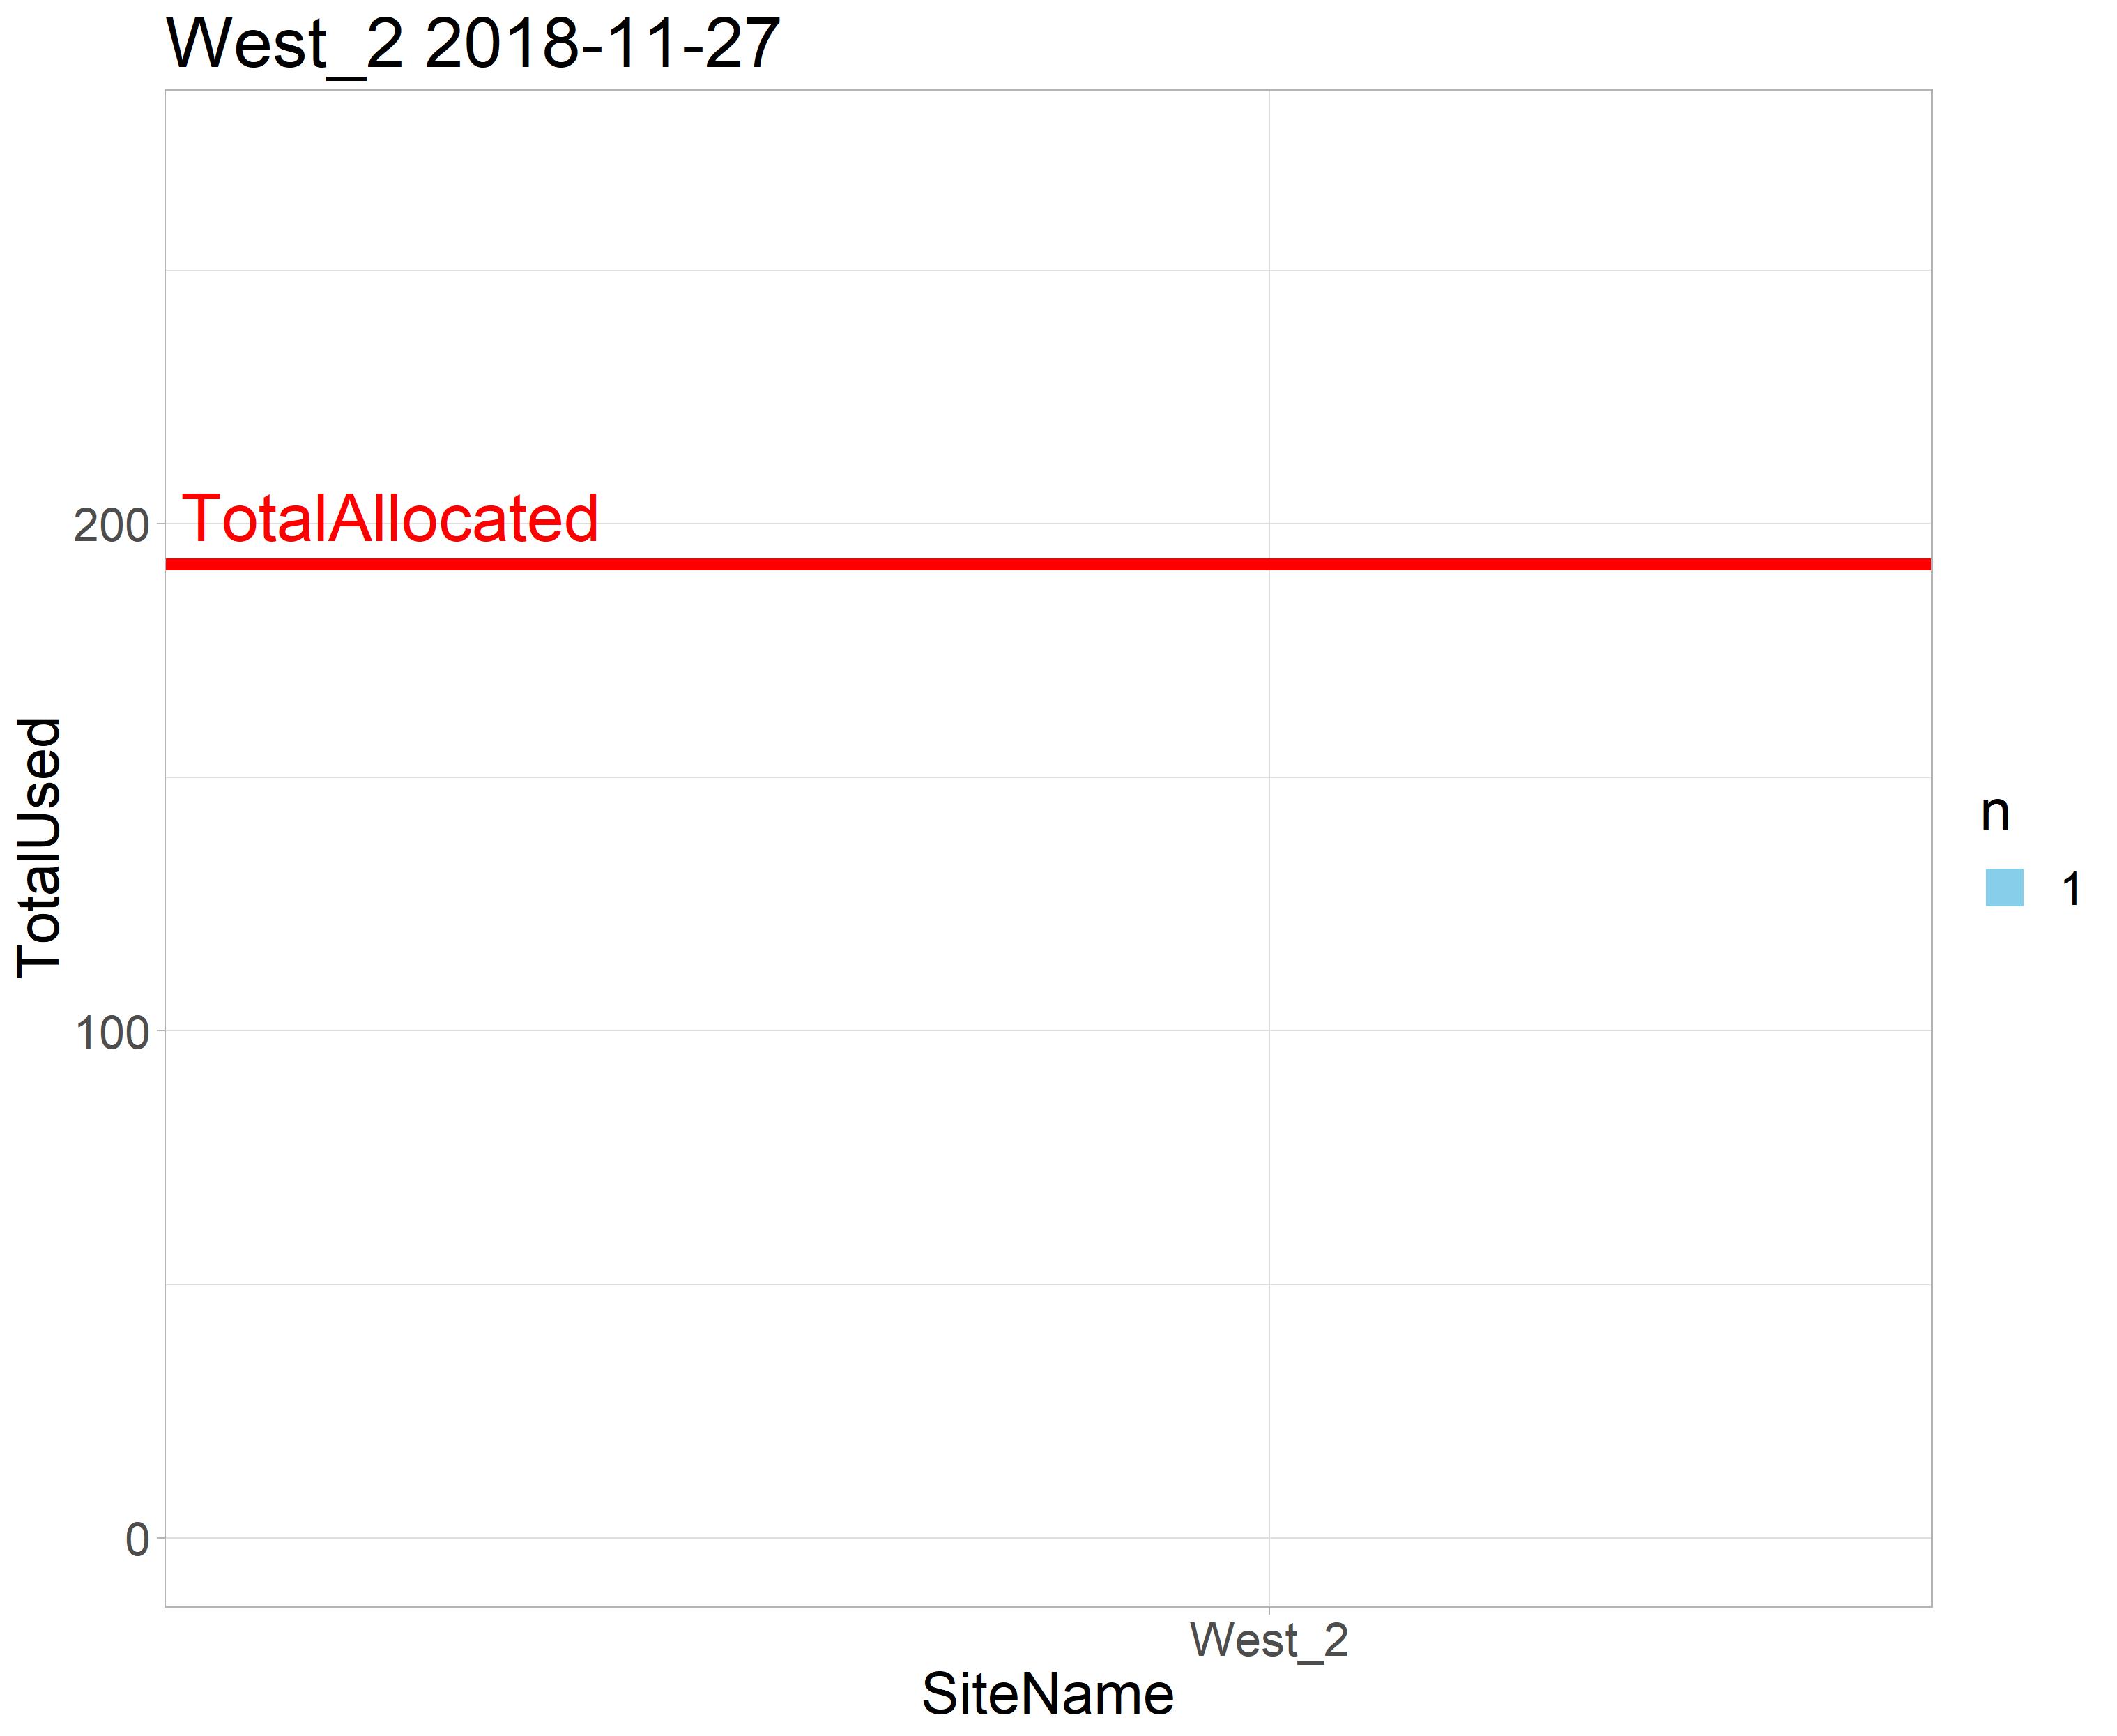 West_2 2018-11-27
TotalAllocated
200
100
0
TotalUsed
West_2
SiteName
n
1